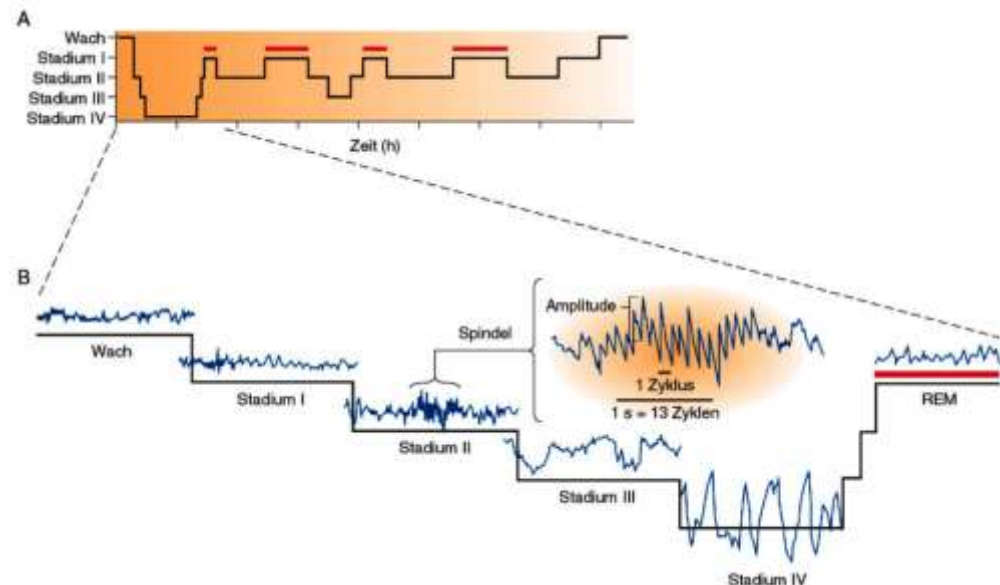 A
Wach
Stadium I
Stadium II
Stadium III
Stadium IV
Zeit (h)
B
Amplitude
Spindel
1 Zyklus
1 s = 13 Zyklen
Wach
Stadium I
Stadium II
Stadium III
Stadium IV
REM